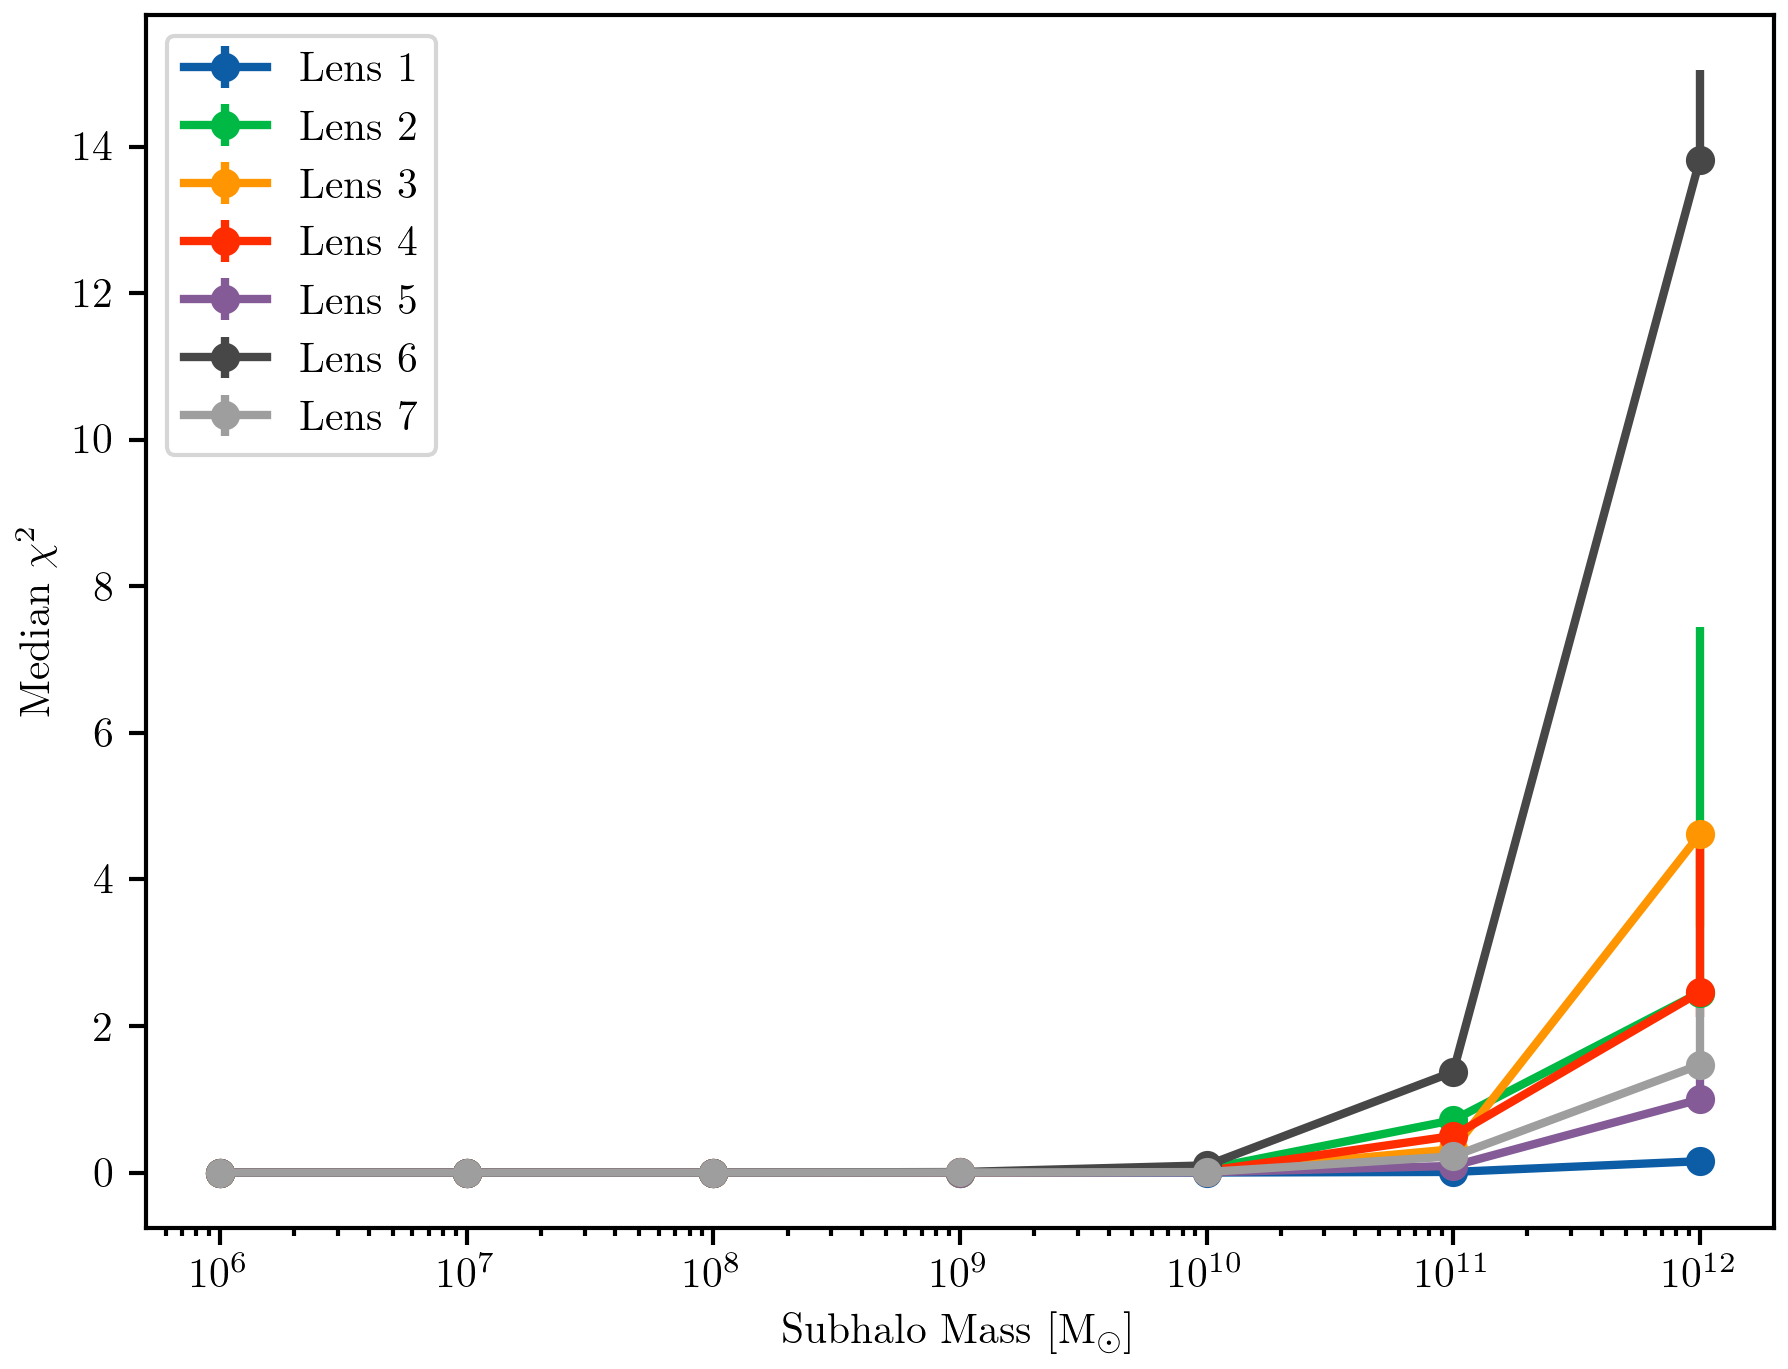 Lens 1
Lens 2
Lens 3
Lens 4
Lens 5
Lens 6
Lens 7
14
12
10
8
6
4
2
0
Median χ²
10⁶ 10⁷ 10⁸ 10⁹ 10¹⁰ 10¹¹ 10¹²
Subhalo Mass [M☉]